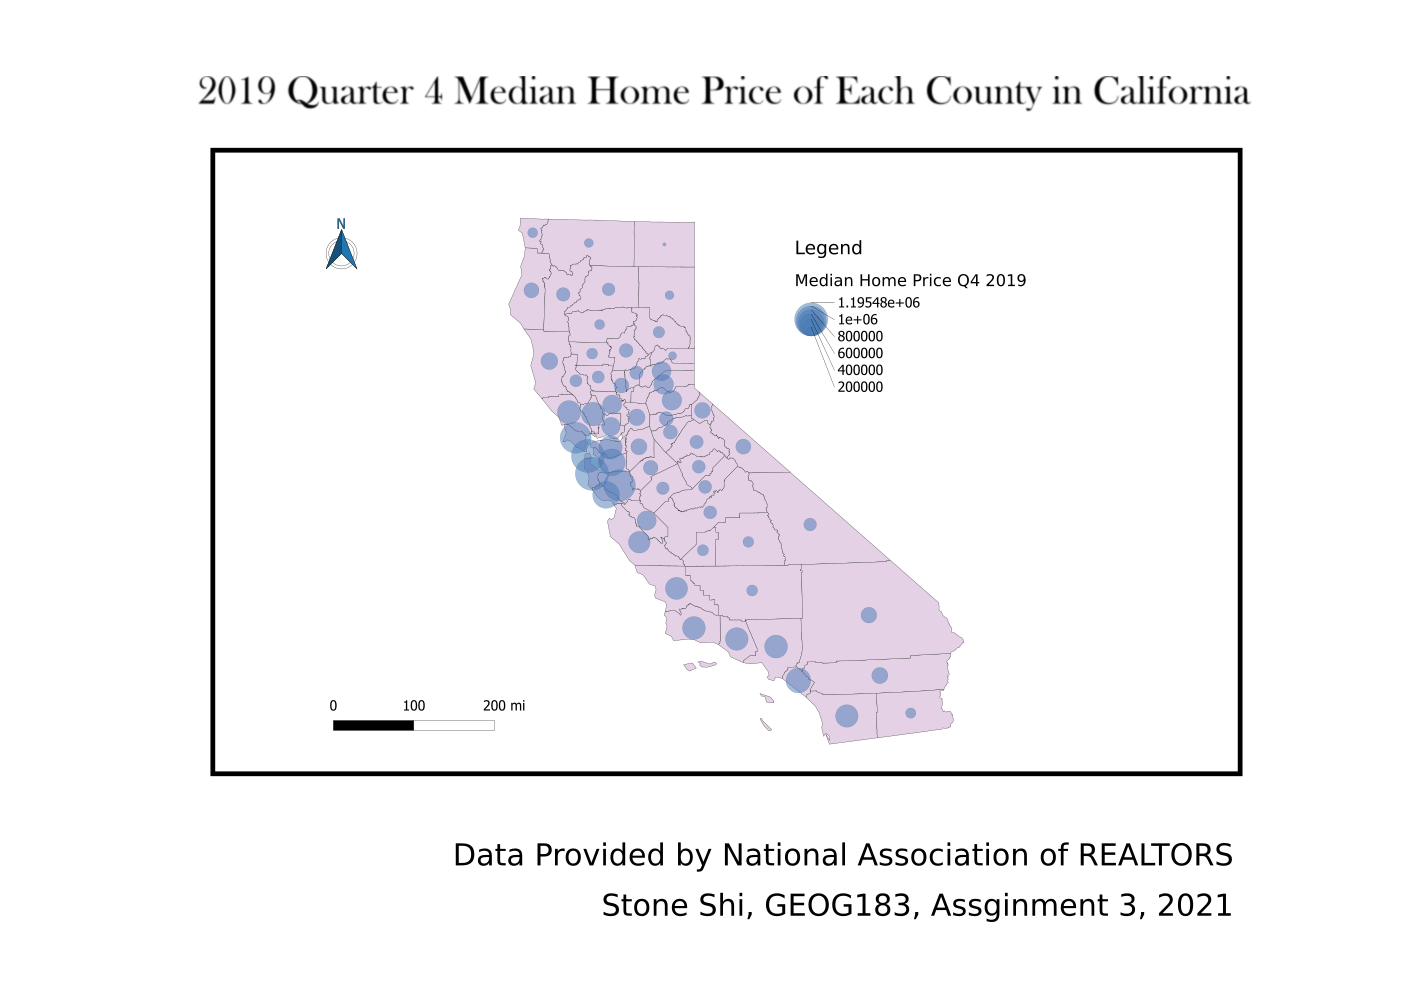 2019 Quarter 4 Median Home Price of Each County in California
N
Legend
Median Home Price Q4 2019
1.19548e+06
1e+06
800000
600000
400000
200000
0 100 200 mi
Data Provided by National Association of REALTORS
Stone Shi, GEOG183, Assginment 3, 2021